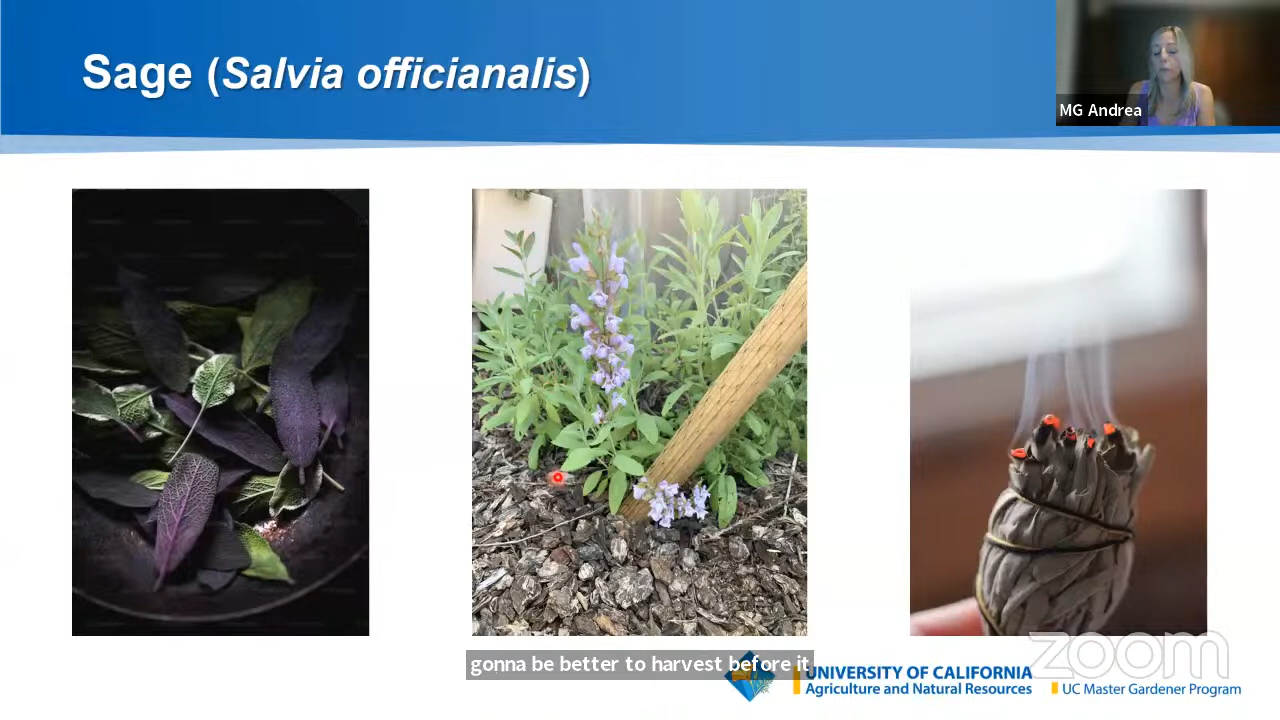 Sage (Salvia officianalis)
MG Andrea
gonna be better to harvest before it
UNIVERSITY OF CALIFORNIA
Agriculture and Natural Resources
UC Master Gardener Program
zoom